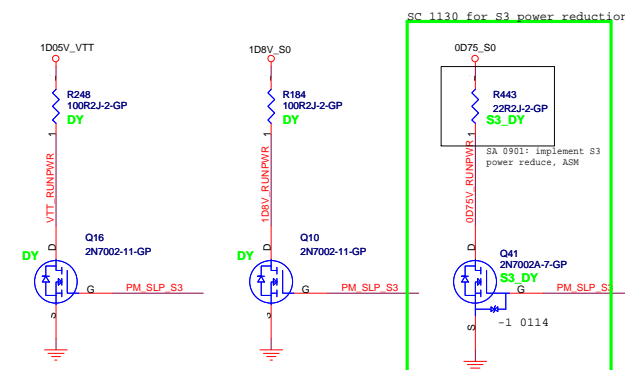 SC 1130 for S3 power reduction
1D05V_VTT
1D8V_S0
0D75_S0
R248
100R2J-2-GP
DY
R184
100R2J-2-GP
DY
R443
22R2J-2-GP
S3_DY
1
1
1
SA 0901: implement S3
power reduce, ASM
VTT_RUNPWR
1D8V_RUNPWR
0D75V_RUNPWR
Q16
2N7002-11-GP
DY
D
G
S
PM_SLP_S3
Q10
2N7002-11-GP
DY
D
G
S
PM_SLP_S3
Q41
2N7002A-7-GP
S3_DY
D
G
S
PM_SLP_S3
-1 0114